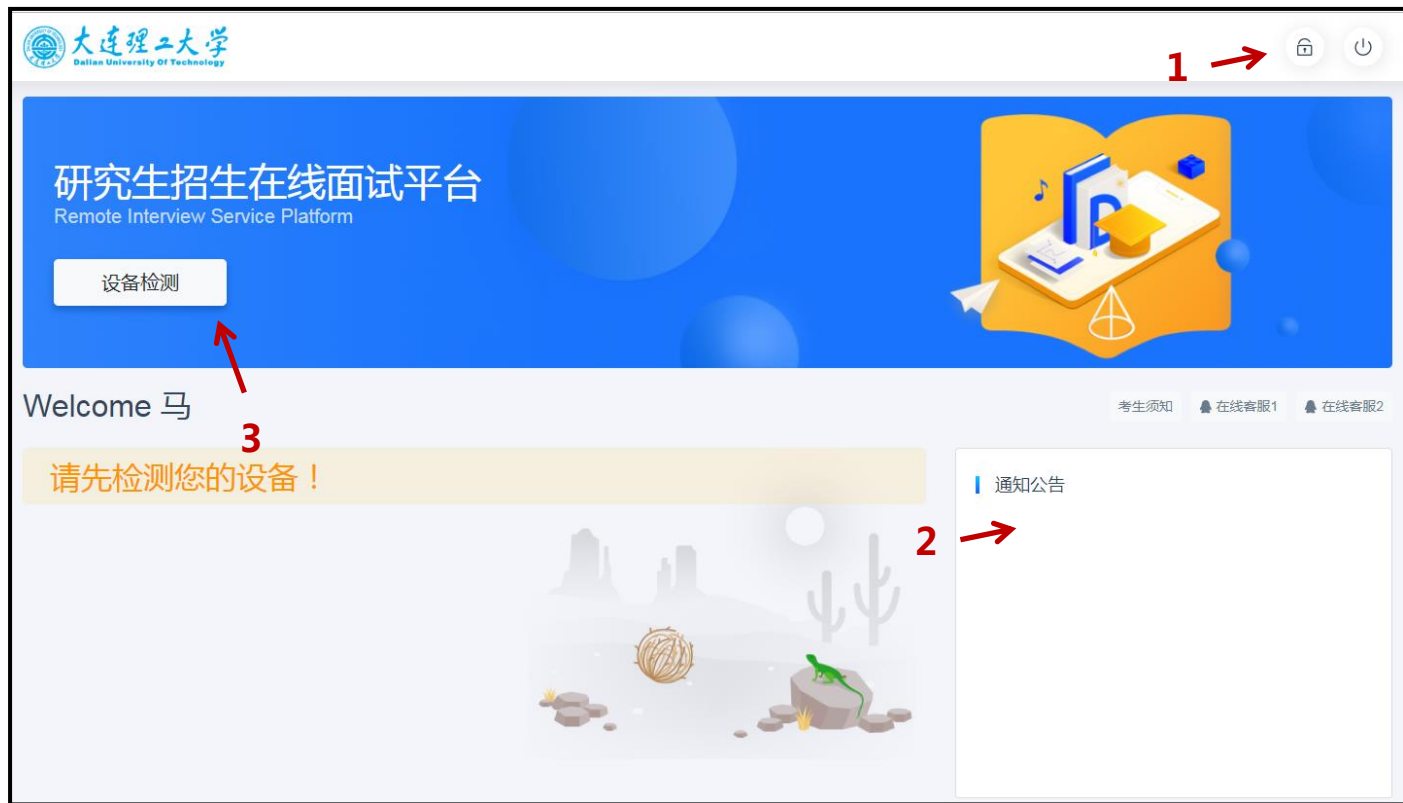 大连理工大学
Dalian University Of Technology
1
研究生招生在线面试平台
Remote Interview Service Platform
设备检测
3
Welcome 马
考生须知 在线客服1 在线客服2
请先检测您的设备！
通知公告
2